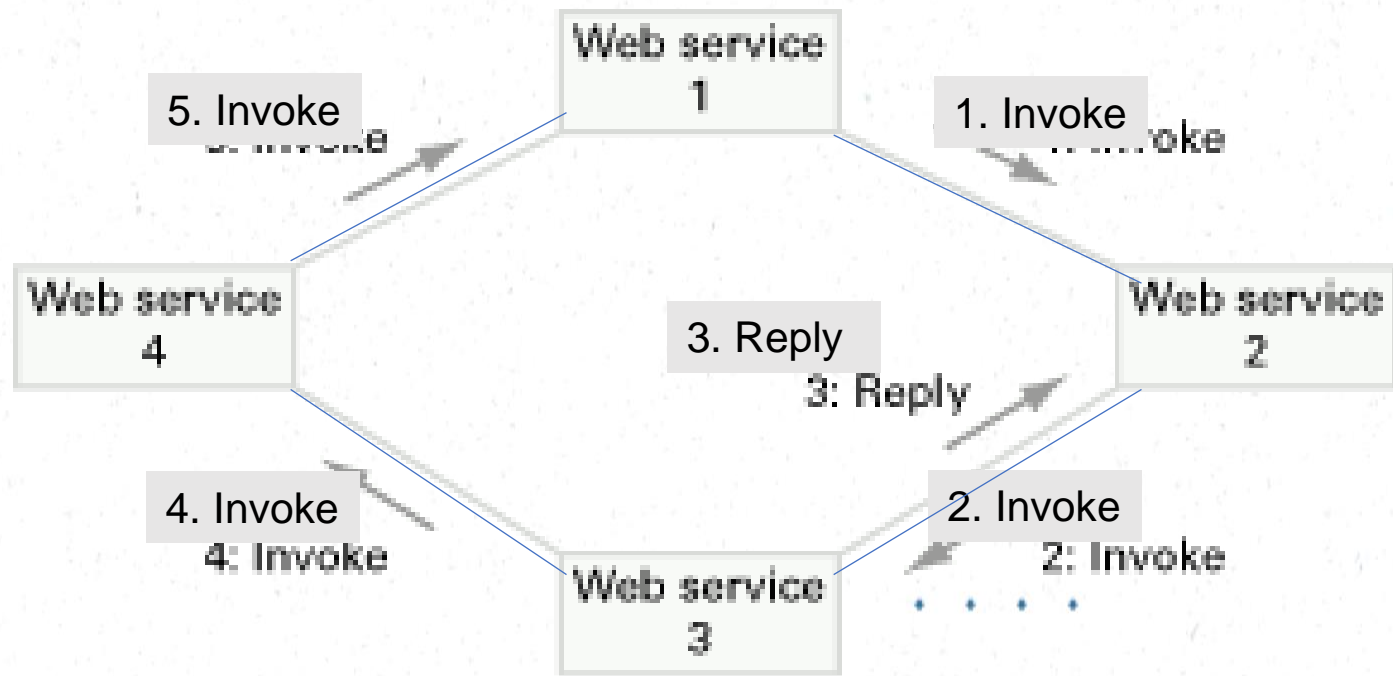 Web service
1
5. Invoke
1. Invoke
Web service
4
Web service
2
3. Reply
3: Reply
4. Invoke
4: Invoke
2. Invoke
2: Invoke
Web service
3